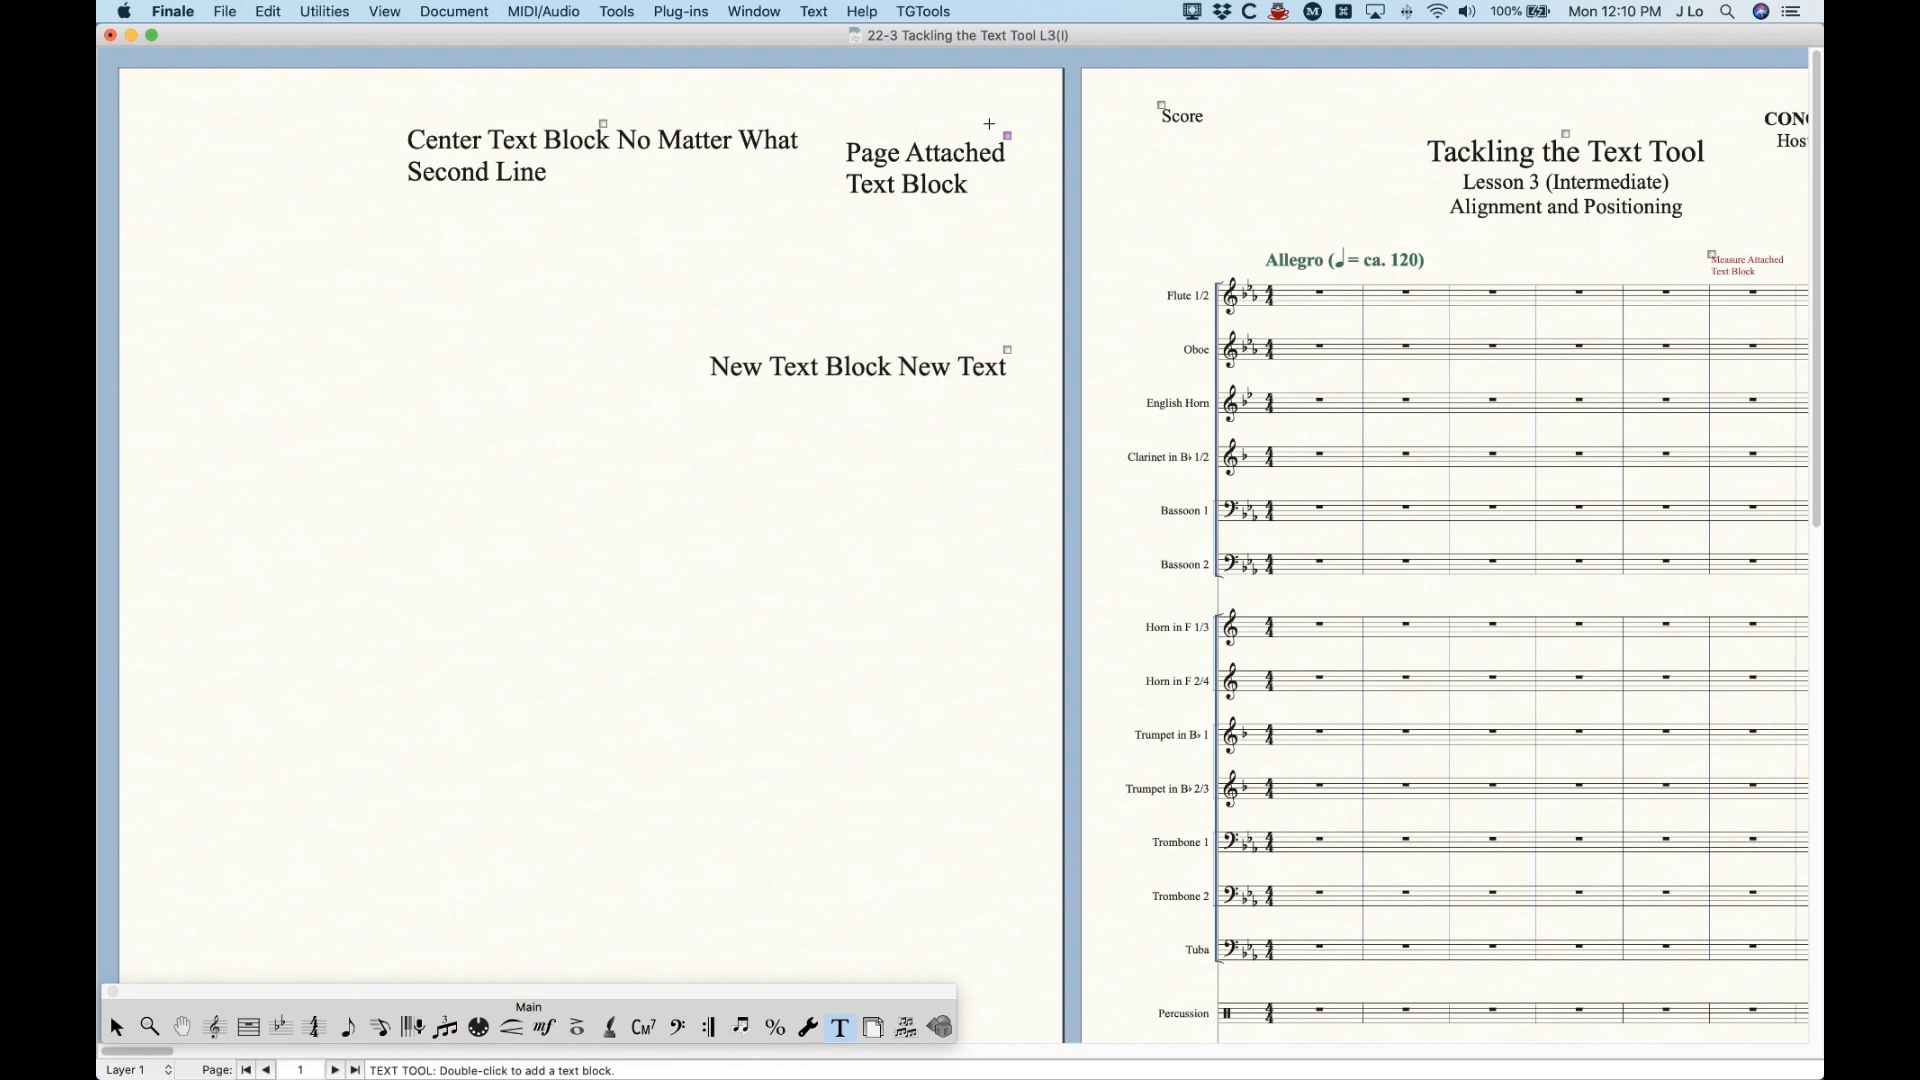 Finale File Edit Utilities View Document MIDI/Audio Tools Plug-ins Window Text Help TGTools
100% Mon 12:10 PM J Lo
22-3 Tackling the Text Tool L3(I)
Center Text Block No Matter What
Second Line
Page Attached
Text Block
New Text Block New Text
Score
Tackling the Text Tool
Lesson 3 (Intermediate)
Alignment and Positioning
Allegro (♩= ca. 120)
Measure Attached
Text Block
Flute 1/2
Oboe
English Horn
Clarinet in B♭ 1/2
Bassoon 1
Bassoon 2
Horn in F 1/3
Horn in F 2/4
Trumpet in B♭ 1
Trumpet in B♭ 2/3
Trombone 1
Trombone 2
Tuba
Percussion
Main
mf CM7 % T
Layer 1 Page: 1 TEXT TOOL: Double-click to add a text block.